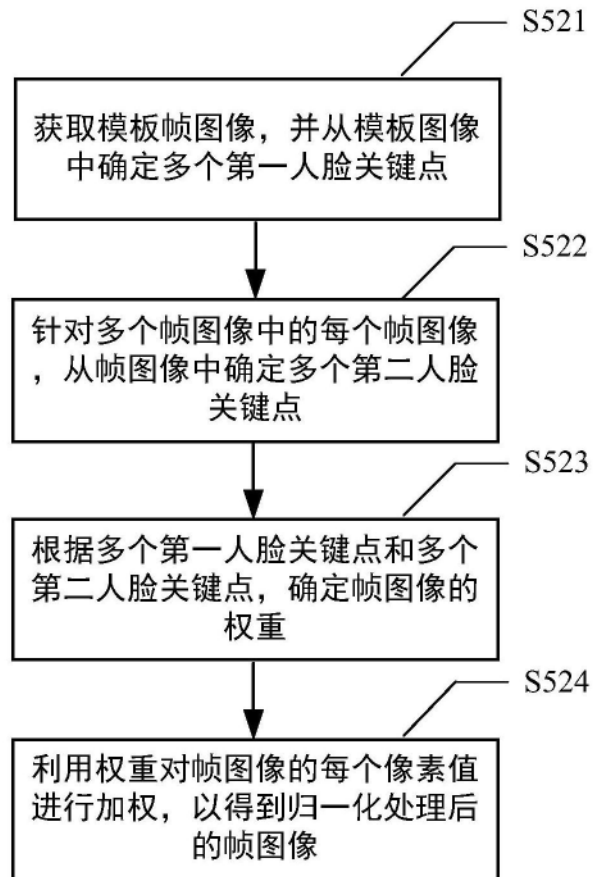 S521
获取模板帧图像，并从模板图像
中确定多个第一人脸关键点
S522
针对多个帧图像中的每个帧图像
，从帧图像中确定多个第二人脸
关键点
S523
根据多个第一人脸关键点和多个
第二人脸关键点，确定帧图像的
权重
S524
利用权重对帧图像的每个像素值
进行加权，以得到归一化处理后
的帧图像